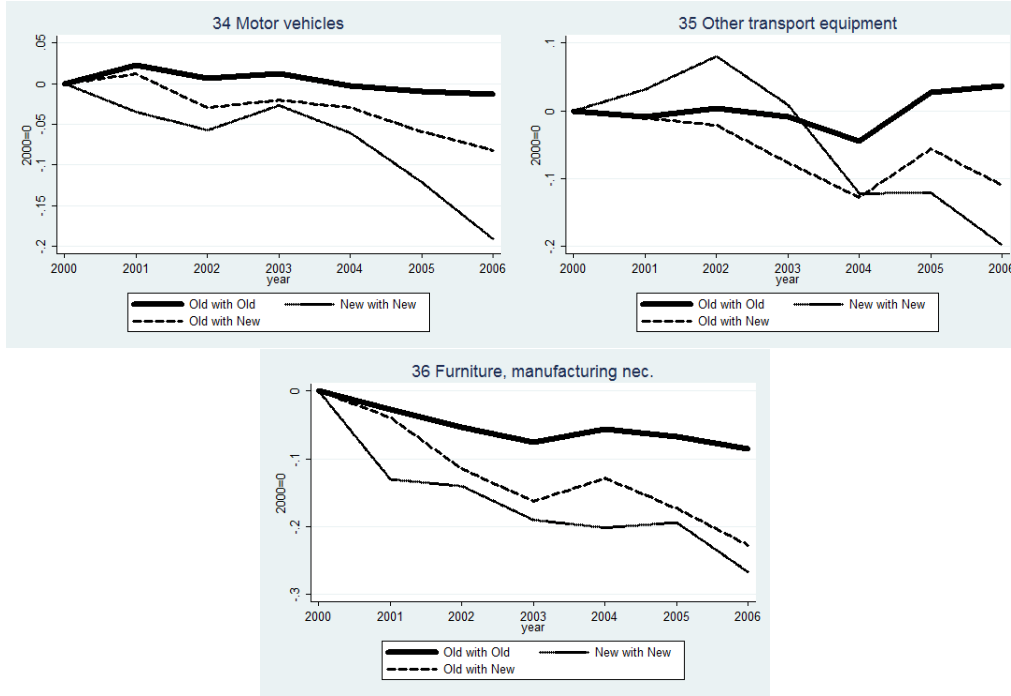 34 Motor vehicles
2000=0
.05
0
-.05
-.1
-.15
-.2
2000 2001 2002 2003 2004 2005 2006
year
Old with Old New with New
Old with New
35 Other transport equipment
2000=0
.1
0
-.1
-.2
2000 2001 2002 2003 2004 2005 2006
year
Old with Old New with New
Old with New
36 Furniture, manufacturing nec.
2000=0
0
-.1
-.2
-.3
2000 2001 2002 2003 2004 2005 2006
year
Old with Old New with New
Old with New